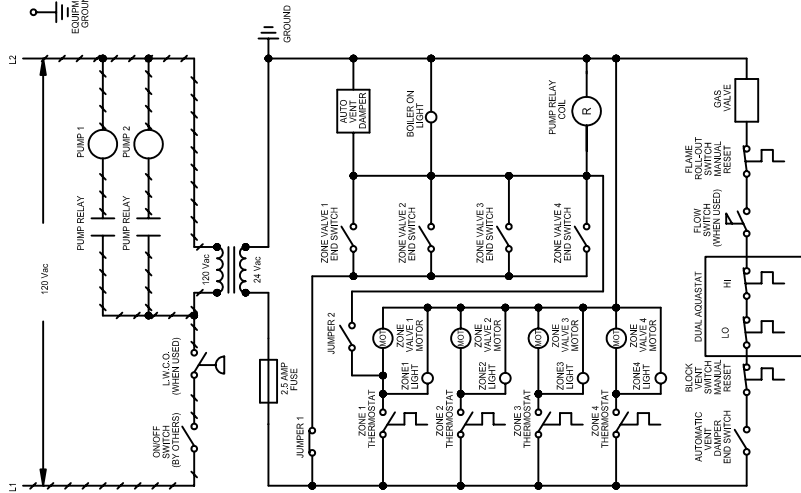 L1
L2
120 Vac
EQUIPM
GROUN
ON/OFF
SWITCH
(BY OTHERS)
L.W.C.O.
(WHEN USED)
PUMP RELAY
PUMP 1
PUMP RELAY
PUMP 2
120 Vac
24 Vac
2.5 AMP
FUSE
GROUND
JUMPER 1
JUMPER 2
ZONE VALVE 1
END SWITCH
ZONE VALVE 2
END SWITCH
ZONE VALVE 3
END SWITCH
ZONE VALVE 4
END SWITCH
AUTO
VENT
DAMPER
BOILER ON
LIGHT
PUMP RELAY
COIL
R
ZONE 1
THERMOSTAT
ZONE1
LIGHT
MOT
ZONE
VALVE 1
MOTOR
ZONE 2
THERMOSTAT
ZONE2
LIGHT
MOT
ZONE
VALVE 2
MOTOR
ZONE 3
THERMOSTAT
ZONE3
LIGHT
MOT
ZONE
VALVE 3
MOTOR
ZONE 4
THERMOSTAT
ZONE4
LIGHT
MOT
ZONE
VALVE 4
MOTOR
AUTOMATIC
VENT
DAMPER
END SWITCH
BLOCK
VENT
SWITCH
MANUAL
RESET
DUAL AQUASTAT
LO
HI
FLOW
SWITCH
(WHEN USED)
FLAME
ROLL-OUT
SWITCH
MANUAL
RESET
GAS
VALVE